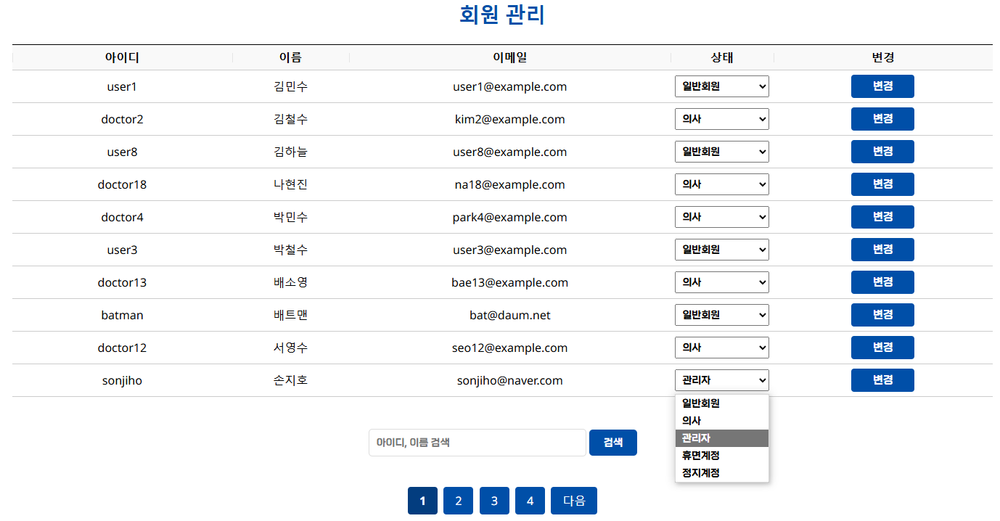 회원 관리
아이디 이름 이메일 상태 변경
user1 김민수 user1@example.com 일반회원 변경
doctor2 김철수 kim2@example.com 의사 변경
user8 김하늘 user8@example.com 일반회원 변경
doctor18 나현진 na18@example.com 의사 변경
doctor4 박민수 park4@example.com 의사 변경
user3 박철수 user3@example.com 일반회원 변경
doctor13 배소영 bae13@example.com 의사 변경
batman 배트맨 bat@daum.net 일반회원 변경
doctor12 서영수 seo12@example.com 의사 변경
sonjiho 손지호 sonjiho@naver.com 관리자 변경
일반회원
의사
관리자
휴면계정
정지계정
아이디, 이름 검색 검색
1 2 3 4 다음